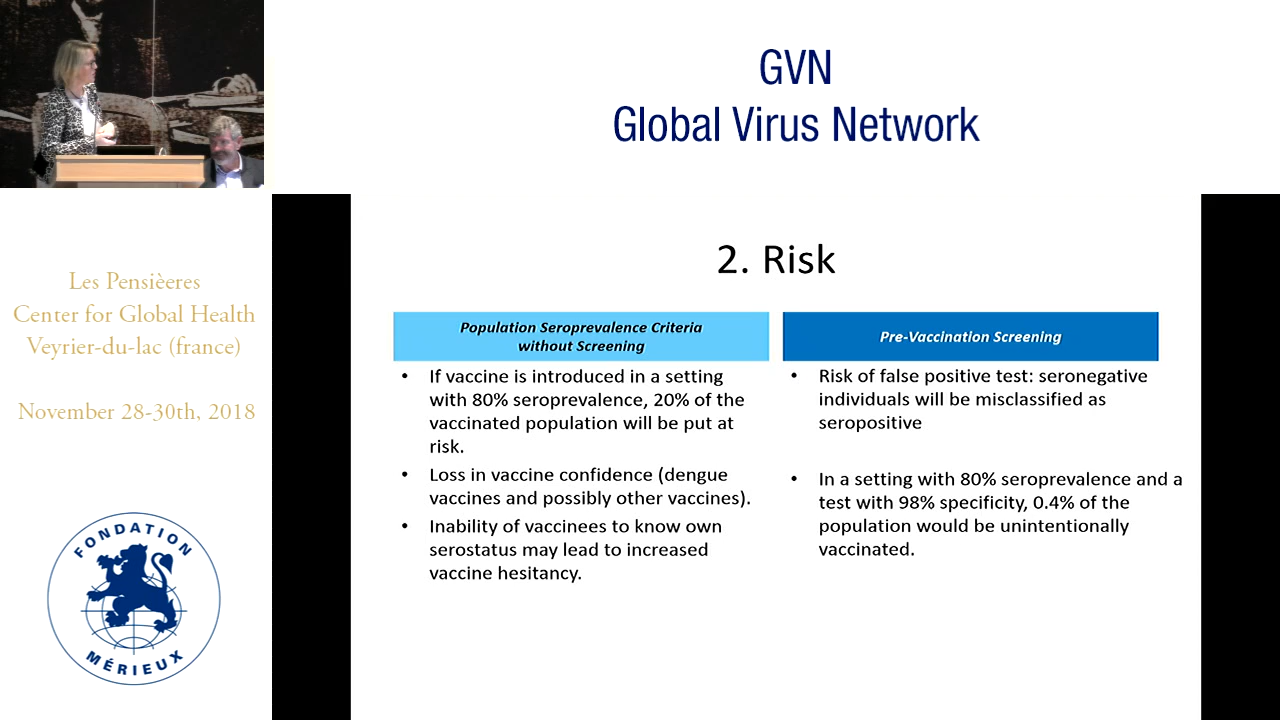 GVN
Global Virus Network
Les Pensièeres
Center for Global Health
Veyrier-du-lac (france)
November 28-30th, 2018
FONDATION
MÉRIEUX
2. Risk
Population Seroprevalence Criteria
without Screening
• If vaccine is introduced in a setting
with 80% seroprevalence, 20% of the
vaccinated population will be put at
risk.
• Loss in vaccine confidence (dengue
vaccines and possibly other vaccines).
• Inability of vaccinees to know own
serostatus may lead to increased
vaccine hesitancy.
Pre-Vaccination Screening
• Risk of false positive test: seronegative
individuals will be misclassified as
seropositive
• In a setting with 80% seroprevalence and a
test with 98% specificity, 0.4% of the
population would be unintentionally
vaccinated.